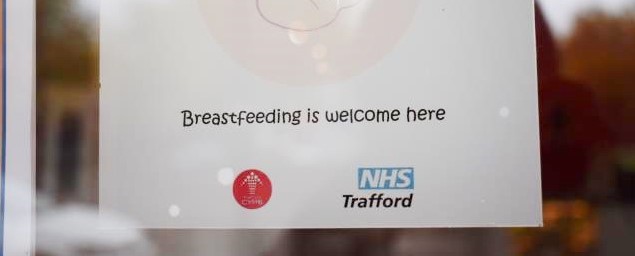 Breastfeeding is welcome here
NHS
Trafford